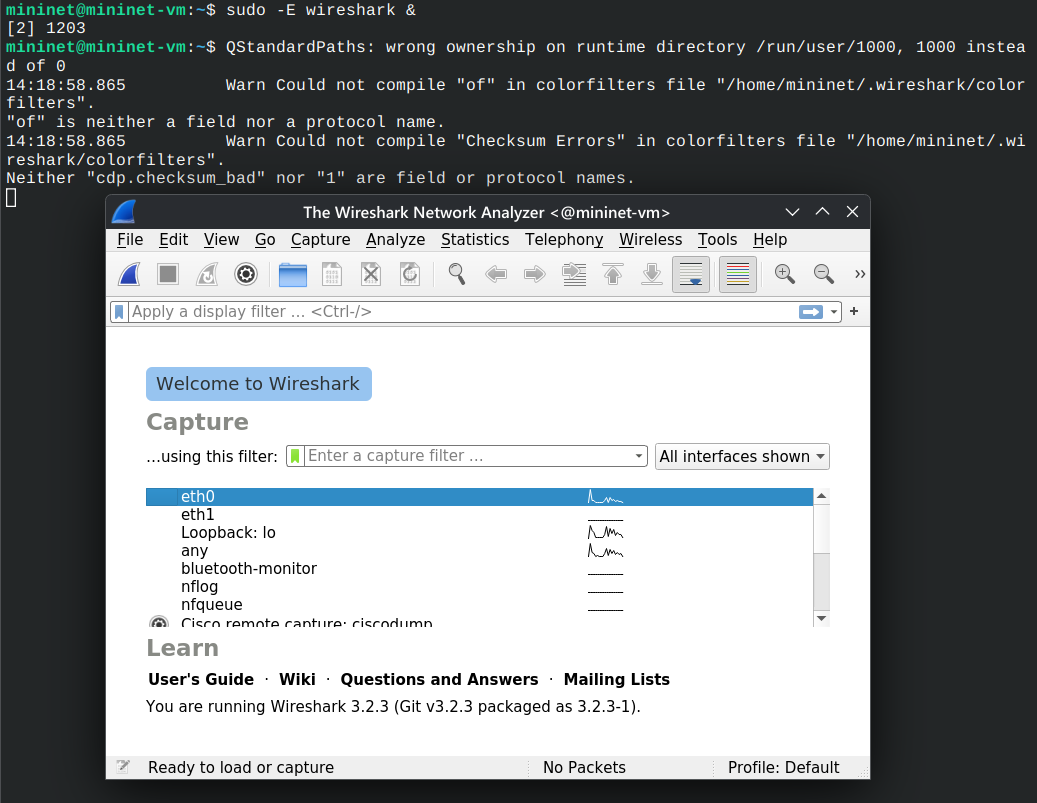 mininet@mininet-vm:~$ sudo -E wireshark &
[2] 1203
mininet@mininet-vm:~$ QStandardPaths: wrong ownership on runtime directory /run/user/1000, 1000 instea
d of 0
14:18:58.865          Warn Could not compile "of" in colorfilters file "/home/mininet/.wireshark/color
filters".
"of" is neither a field nor a protocol name.
14:18:58.865          Warn Could not compile "Checksum Errors" in colorfilters file "/home/mininet/.wi
reshark/colorfilters".
Neither "cdp.checksum_bad" nor "1" are field or protocol names.
The Wireshark Network Analyzer <@mininet-vm>
File Edit View Go Capture Analyze Statistics Telephony Wireless Tools Help
Apply a display filter ... <Ctrl-/>
Welcome to Wireshark
Capture
...using this filter: Enter a capture filter ... All interfaces shown
eth0
eth1
Loopback: lo
any
bluetooth-monitor
nflog
nfqueue
Cisco remote capture: ciscodump
Learn
User's Guide · Wiki · Questions and Answers · Mailing Lists
You are running Wireshark 3.2.3 (Git v3.2.3 packaged as 3.2.3-1).
Ready to load or capture No Packets Profile: Default